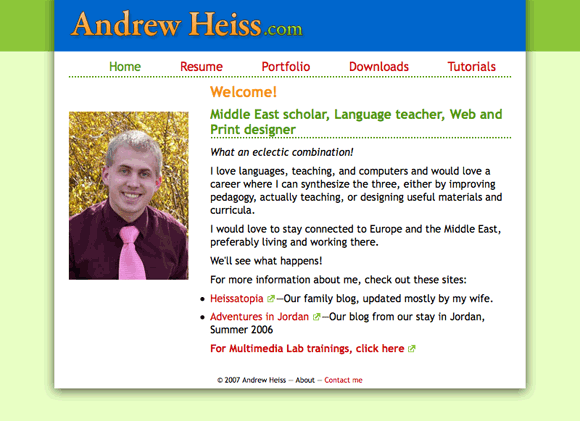 Andrew Heiss.com
Home Resume Portfolio Downloads Tutorials
Welcome!
Middle East scholar, Language teacher, Web and
Print designer
What an eclectic combination!
I love languages, teaching, and computers and would love a
career where I can synthesize the three, either by improving
pedagogy, actually teaching, or designing useful materials and
curricula.
I would love to stay connected to Europe and the Middle East,
preferably living and working there.
We'll see what happens!
For more information about me, check out these sites:
• Heissatopia —Our family blog, updated mostly by my wife.
• Adventures in Jordan —Our blog from our stay in Jordan,
Summer 2006
For Multimedia Lab trainings, click here
© 2007 Andrew Heiss — About — Contact me